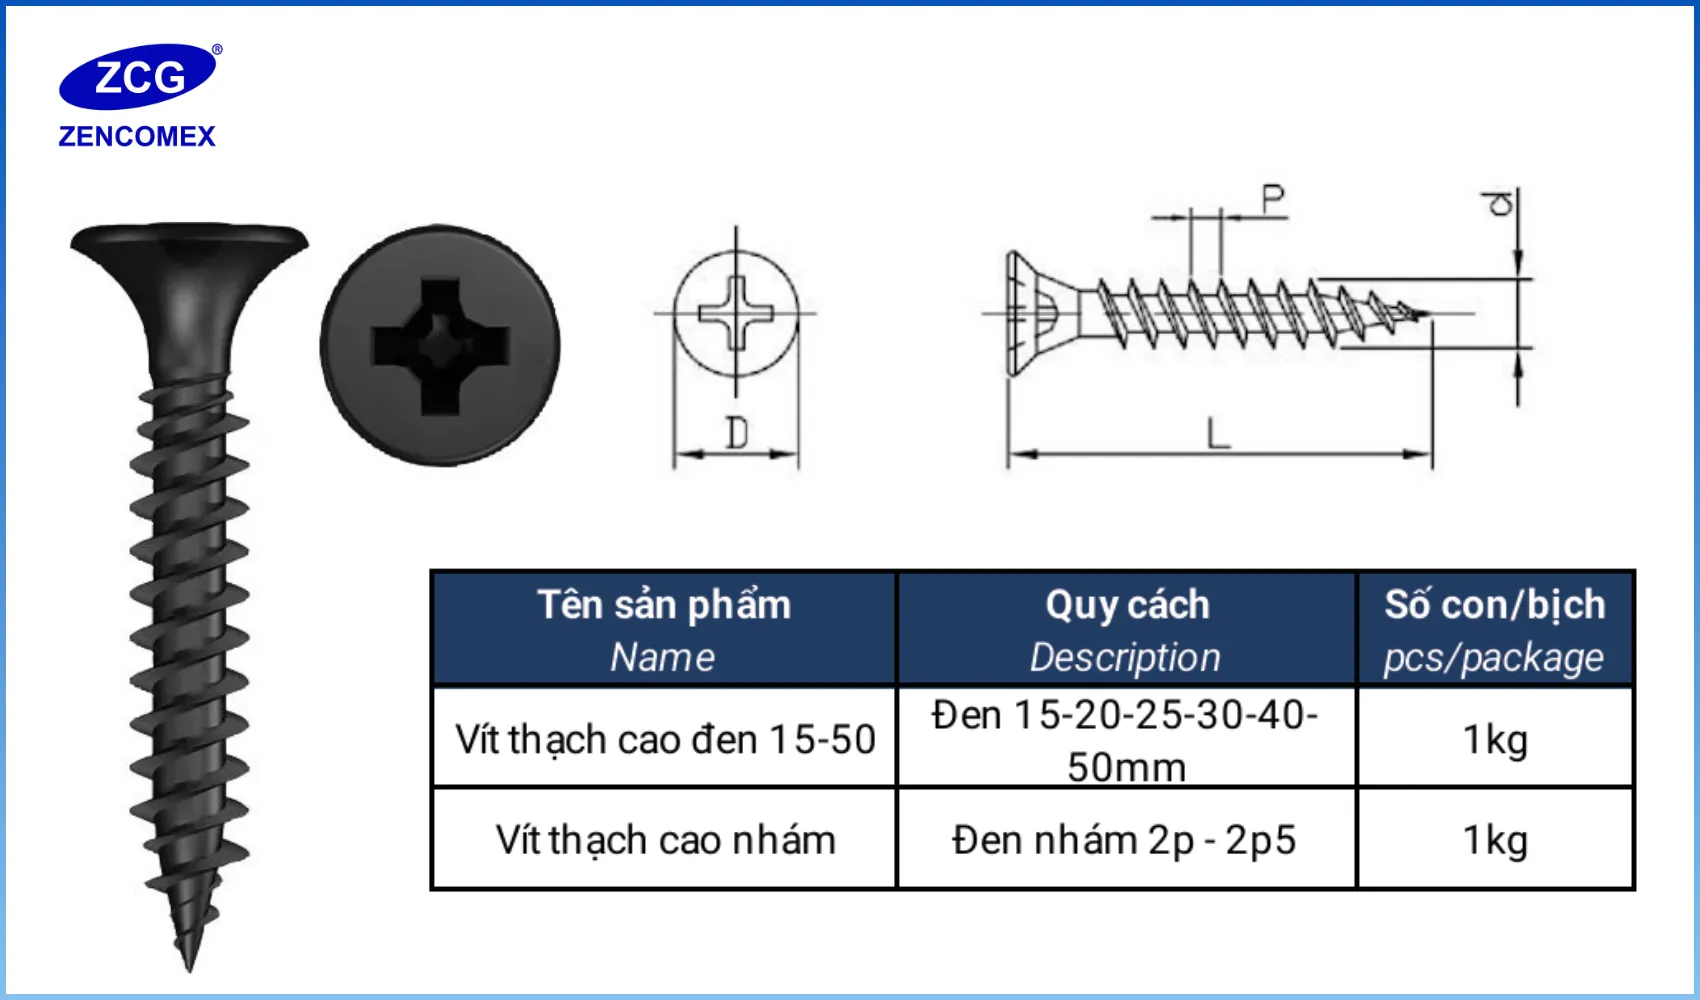 ZCG®
ZENCOMEX
P
d
D
L
Tên sản phẩm
Name
Quy cách
Description
Số con/bịch
pcs/package
Vít thạch cao đen 15-50
Đen 15-20-25-30-40-
50mm
1kg
Vít thạch cao nhám
Đen nhám 2p - 2p5
1kg